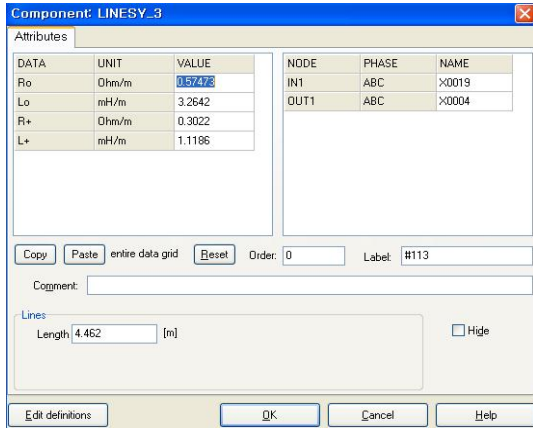 Component: LINESY_3
Attributes
DATA UNIT VALUE
Ro Ohm/m 0.57473
Lo mH/m 3.2642
R+ Ohm/m 0.3022
L+ mH/m 1.1186
NODE PHASE NAME
IN1 ABC X0019
OUT1 ABC X0004
Copy Paste entire data grid Reset Order: 0 Label: #113
Comment:
Lines
Length 4.462 [m]
Hide
Edit definitions OK Cancel Help